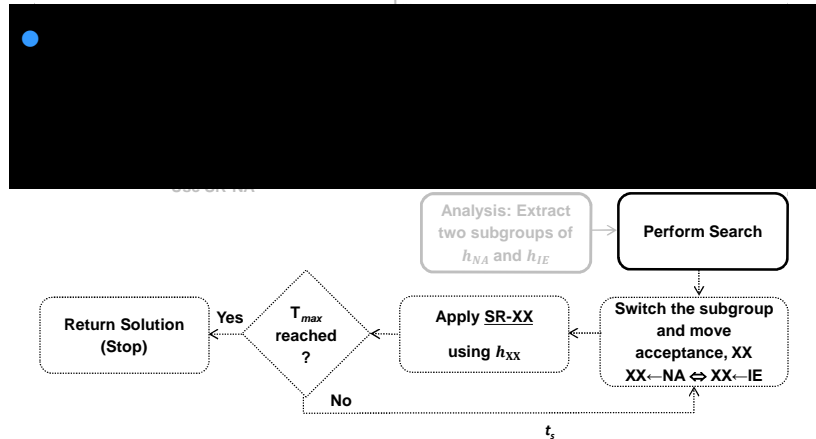 Analysis: Extract
two subgroups of
h_NA and h_IE
Perform Search
Switch the subgroup
and move
acceptance, XX
XX←NA ⇔ XX←IE
Apply SR-XX
using h_XX
T_max
reached
?
Yes
Return Solution
(Stop)
No
t_s